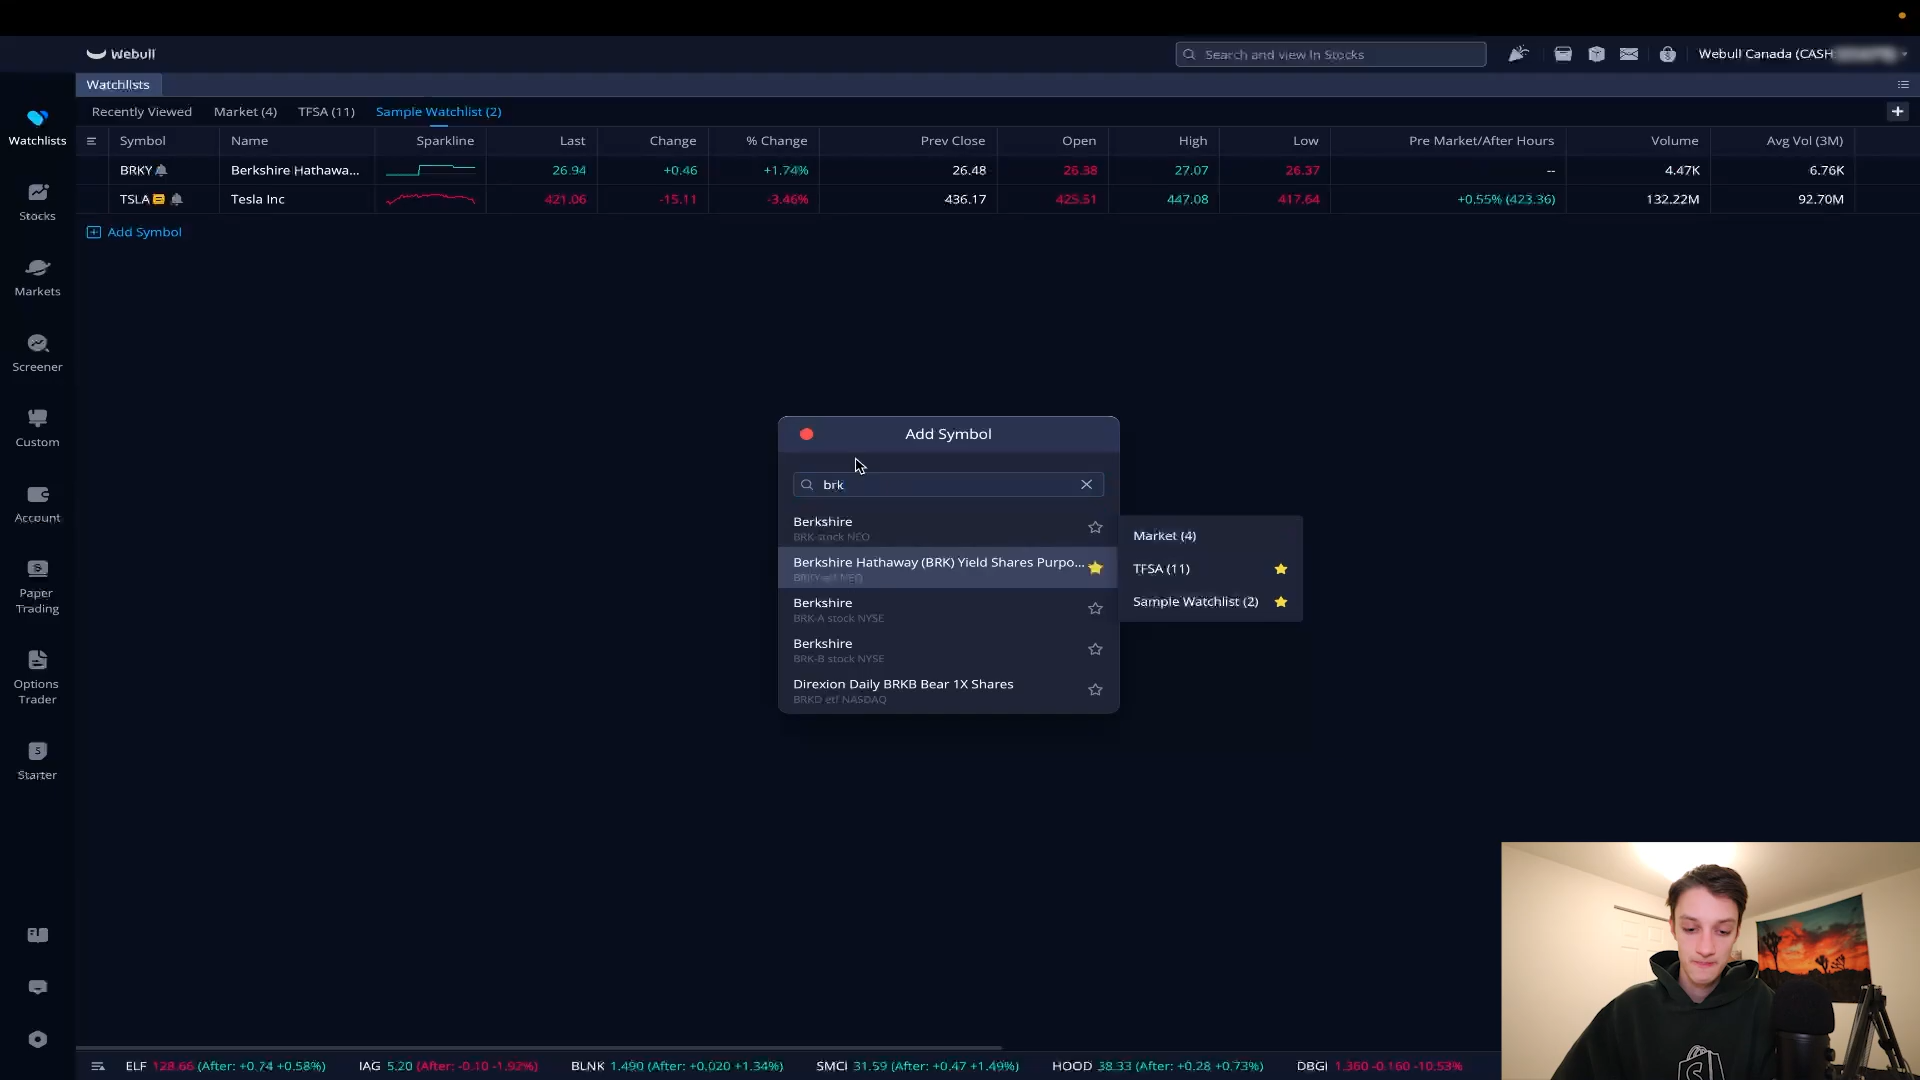 Webull
Search and view in Stocks
Webull Canada (CASH
Watchlists
Recently Viewed Market (4) TFSA (11) Sample Watchlist (2)
Symbol Name Sparkline Last Change % Change Prev Close Open High Low Pre Market/After Hours Volume Avg Vol (3M)
BRKY Berkshire Hathawa... 26.94 +0.46 +1.74% 26.48 26.38 27.07 26.37 -- 4.47K 6.76K
TSLA Tesla Inc 421.06 -15.11 -3.46% 436.17 425.51 447.08 417.64 +0.55% (423.36) 132.22M 92.70M
Add Symbol
Watchlists
Stocks
Markets
Screener
Custom
Account
Paper
Trading
Options
Trader
Starter
Add Symbol
brk
Berkshire
BRK stock NEO
Berkshire Hathaway (BRK) Yield Shares Purpo...
BRKY etf NEO
Berkshire
BRK-A stock NYSE
Berkshire
BRK-B stock NYSE
Direxion Daily BRKB Bear 1X Shares
BRKD etf NASDAQ
Market (4)
TFSA (11)
Sample Watchlist (2)
ELF 128.66 (After: +0.74 +0.58%) IAG 5.20 (After: -0.10 -1.92%) BLNK 1.490 (After: +0.020 +1.34%) SMCI 31.59 (After: +0.47 +1.49%) HOOD 38.33 (After: +0.28 +0.73%) DBGI 1.360 -0.160 -10.53%